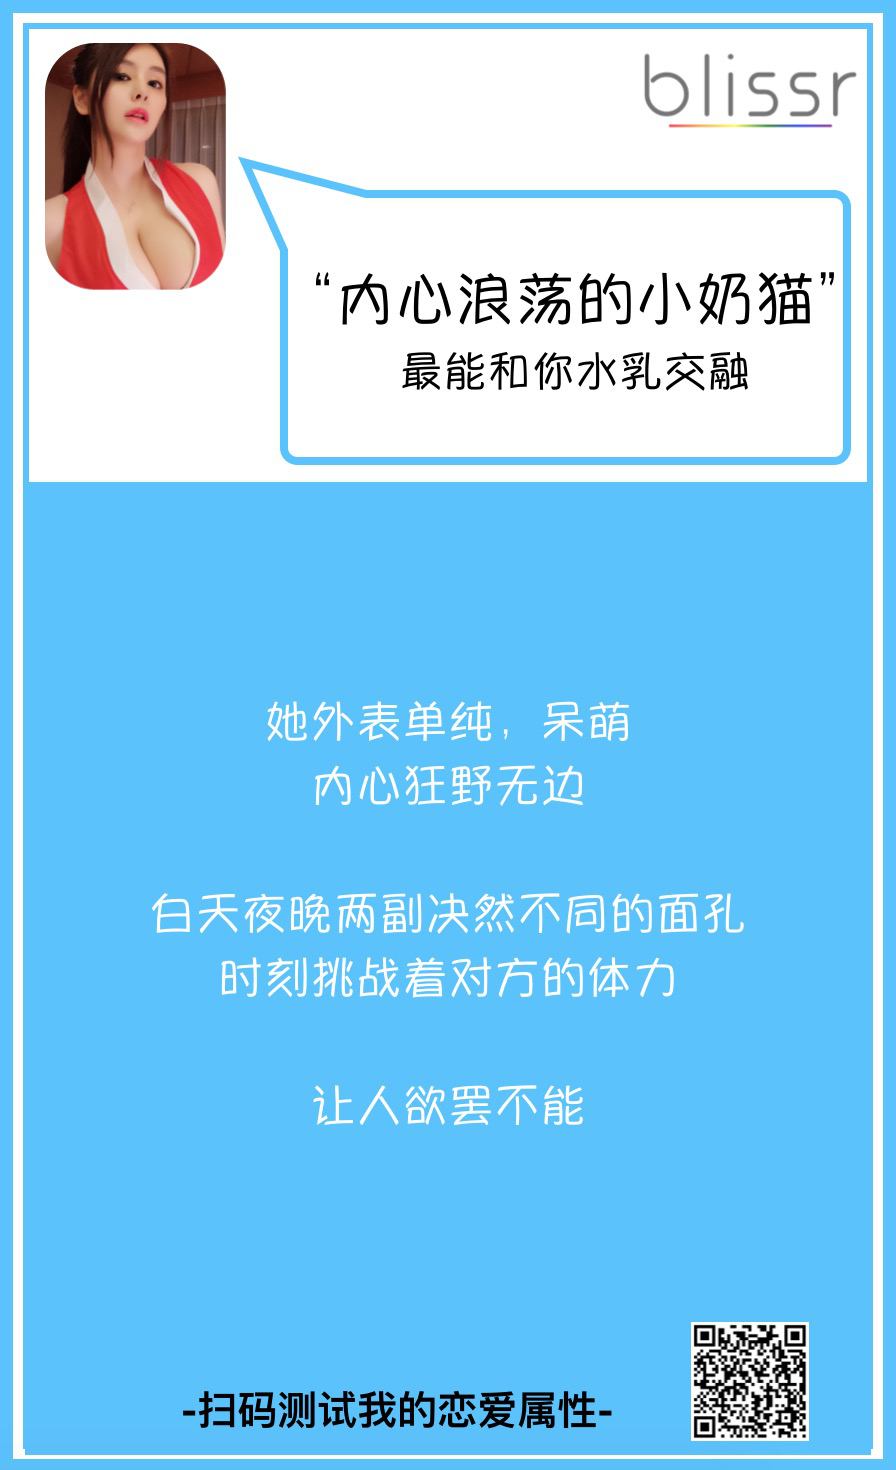 blissr
“内心浪荡的小奶猫”
最能和你水乳交融
她外表单纯，呆萌
内心狂野无边
白天夜晚两副决然不同的面孔
时刻挑战着对方的体力
让人欲罢不能
-扫码测试我的恋爱属性-